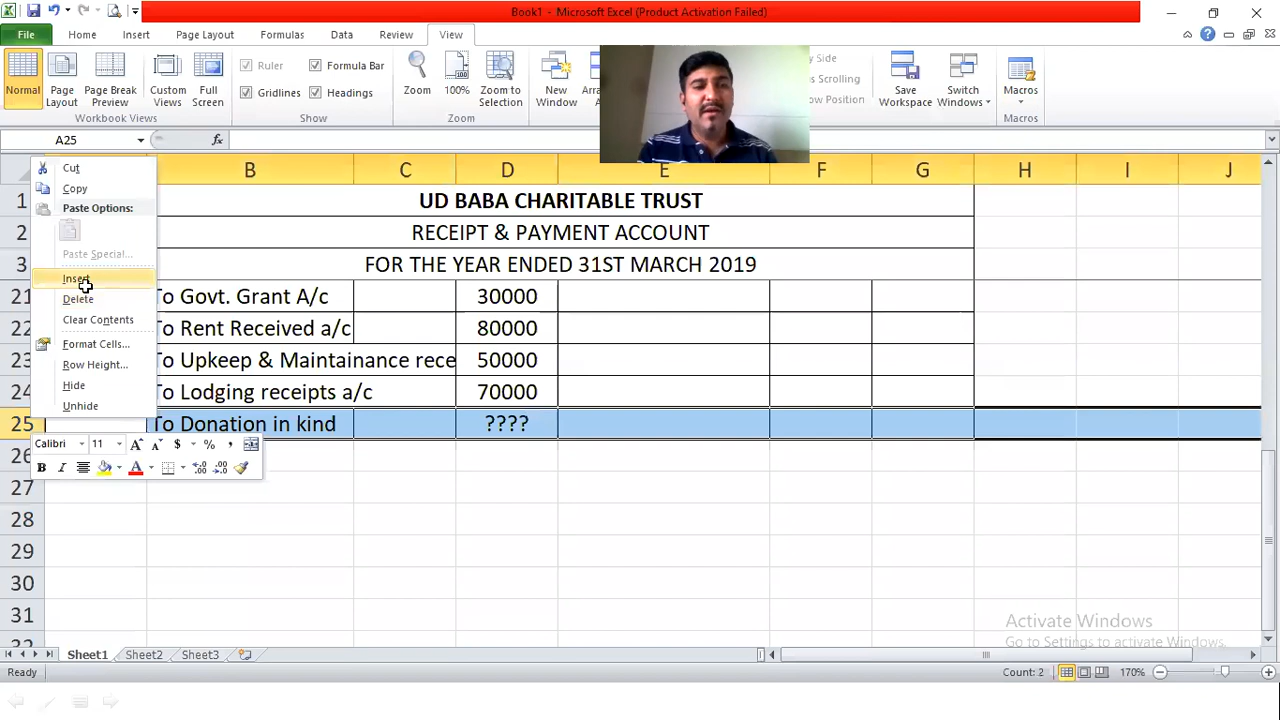 Book1 - Microsoft Excel (Product Activation Failed)
File Home Insert Page Layout Formulas Data Review View
Normal
Page Layout
Page Break Preview
Custom Views
Full Screen
Workbook Views
Ruler
Formula Bar
Gridlines
Headings
Show
Zoom
100%
Zoom to Selection
Zoom
New Window
Side
Scrolling
Position
Save Workspace
Switch Windows
Macros
Macros
A25 fx
Cut
Copy
Paste Options:
Paste Special...
Insert
Delete
Clear Contents
Format Cells...
Row Height...
Hide
Unhide
B C D E F G H I J
1 UD BABA CHARITABLE TRUST
2 RECEIPT & PAYMENT ACCOUNT
3 FOR THE YEAR ENDED 31ST MARCH 2019
21 To Govt. Grant A/c 30000
22 To Rent Received a/c 80000
23 To Upkeep & Maintainance rece 50000
24 To Lodging receipts a/c 70000
25 To Donation in kind ????
Calibri 11 A A $ % ,
B I A
26
27
28
29
30
31
32
Activate Windows
Go to Settings to activate Windows.
Sheet1 Sheet2 Sheet3
Ready Count: 2 170%